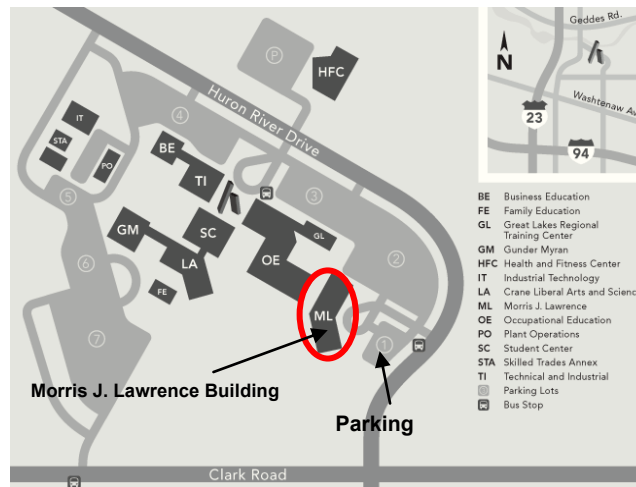 Geddes Rd.
N
Washtenaw Av
23
94
P
HFC
Huron River Drive
4
IT
STA
PO
BE
TI
3
5
GM
SC
GL
2
OE
LA
6
FE
ML
1
7
Morris J. Lawrence Building
Parking
Clark Road
BE Business Education
FE Family Education
GL Great Lakes Regional
Training Center
GM Gunder Myran
HFC Health and Fitness Center
IT Industrial Technology
LA Crane Liberal Arts and Scienc
ML Morris J. Lawrence
OE Occupational Education
PO Plant Operations
SC Student Center
STA Skilled Trades Annex
TI Technical and Industrial
Parking Lots
Bus Stop